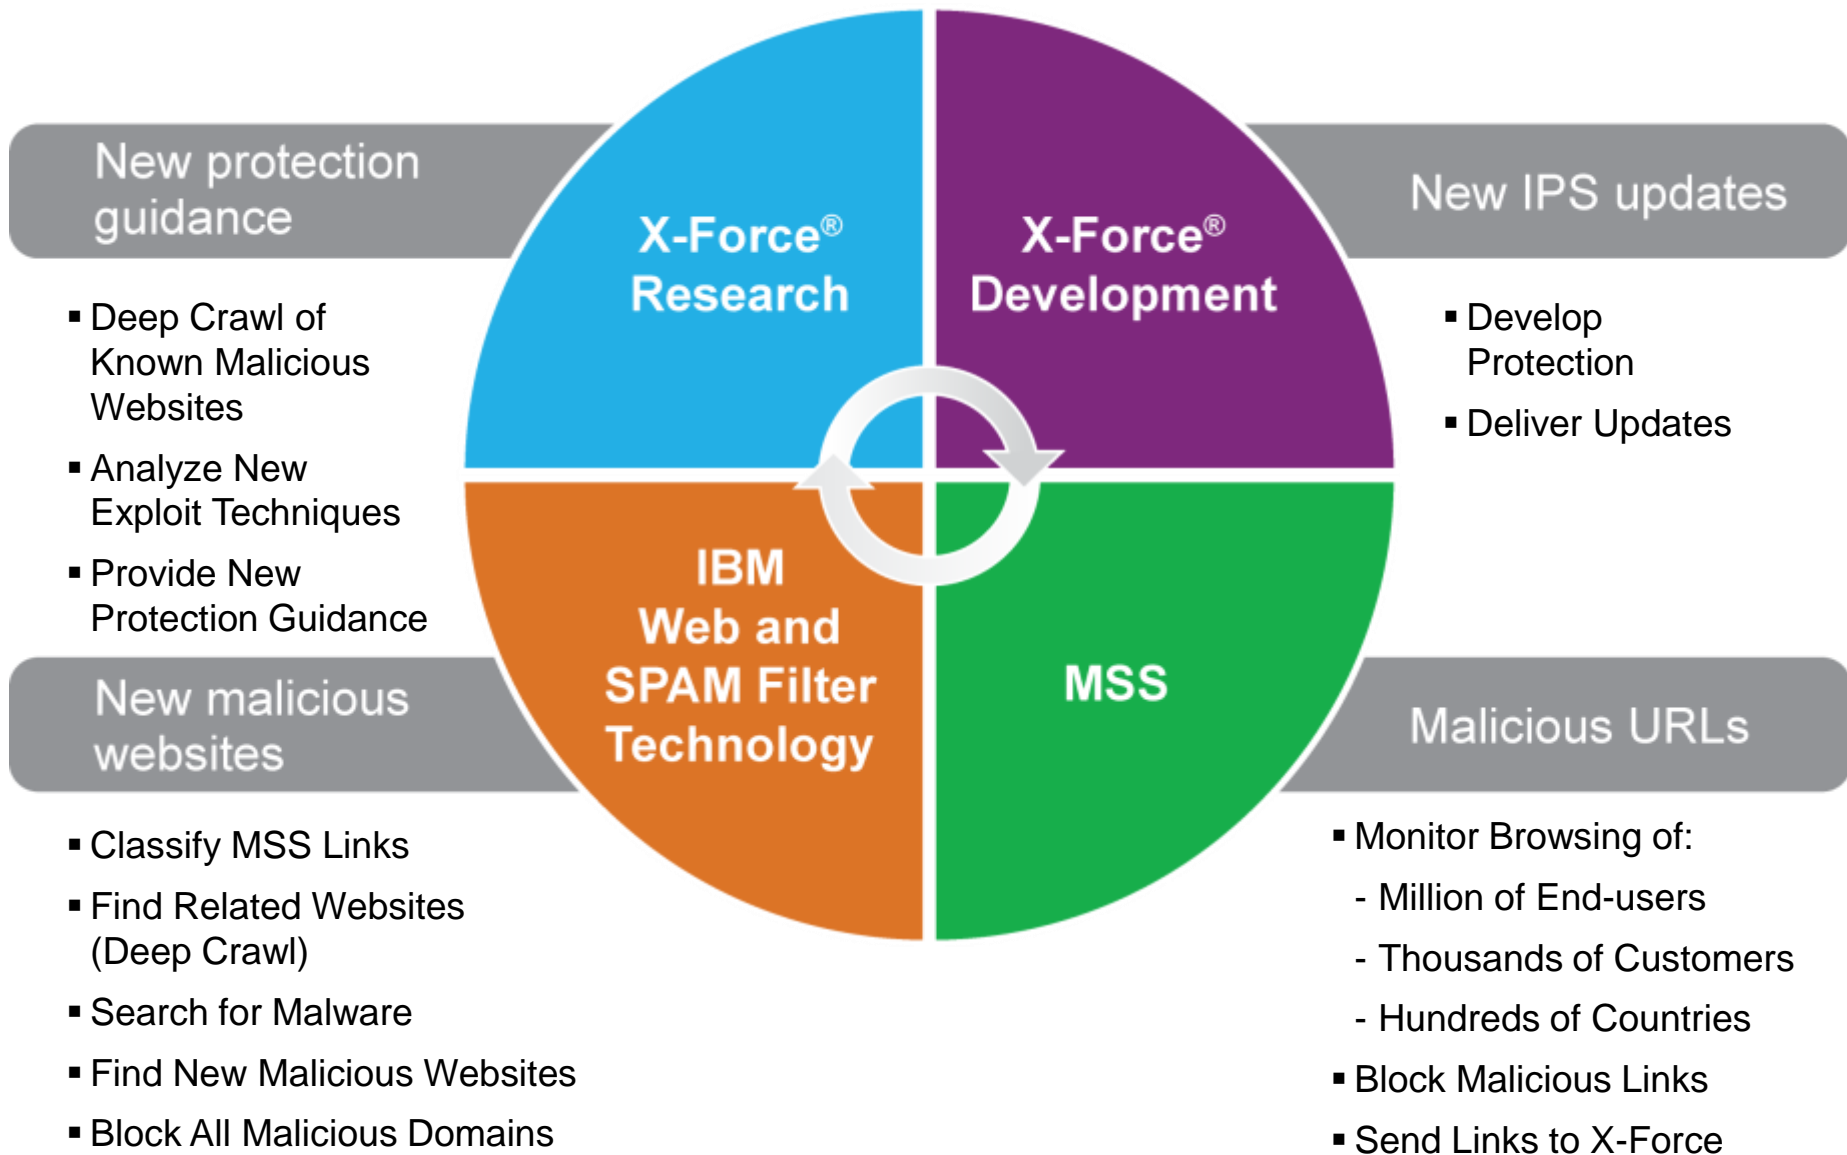 New protection
guidance
▪ Deep Crawl of
Known Malicious
Websites
▪ Analyze New
Exploit Techniques
▪ Provide New
Protection Guidance
X-Force®
Research
X-Force®
Development
New IPS updates
▪ Develop
Protection
▪ Deliver Updates
New malicious
websites
▪ Classify MSS Links
▪ Find Related Websites
(Deep Crawl)
▪ Search for Malware
▪ Find New Malicious Websites
▪ Block All Malicious Domains
IBM
Web and
SPAM Filter
Technology
MSS
Malicious URLs
▪ Monitor Browsing of:
- Million of End-users
- Thousands of Customers
- Hundreds of Countries
▪ Block Malicious Links
▪ Send Links to X-Force